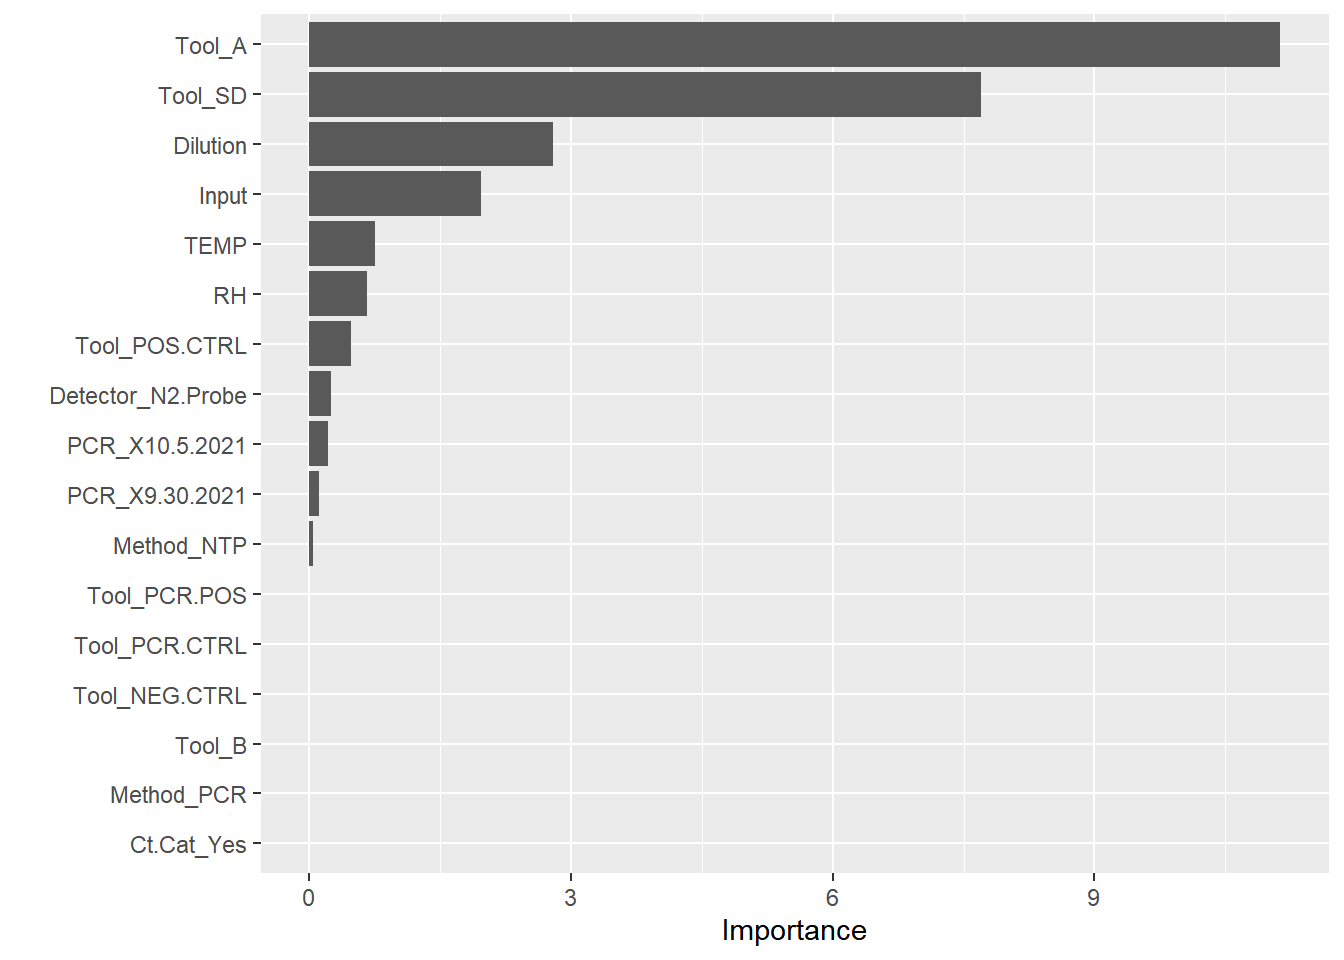 Tool_A
Tool_SD
Dilution
Input
TEMP
RH
Tool_POS.CTRL
Detector_N2.Probe
PCR_X10.5.2021
PCR_X9.30.2021
Method_NTP
Tool_PCR.POS
Tool_PCR.CTRL
Tool_NEG.CTRL
Tool_B
Method_PCR
Ct.Cat_Yes
0 3 6 9
Importance